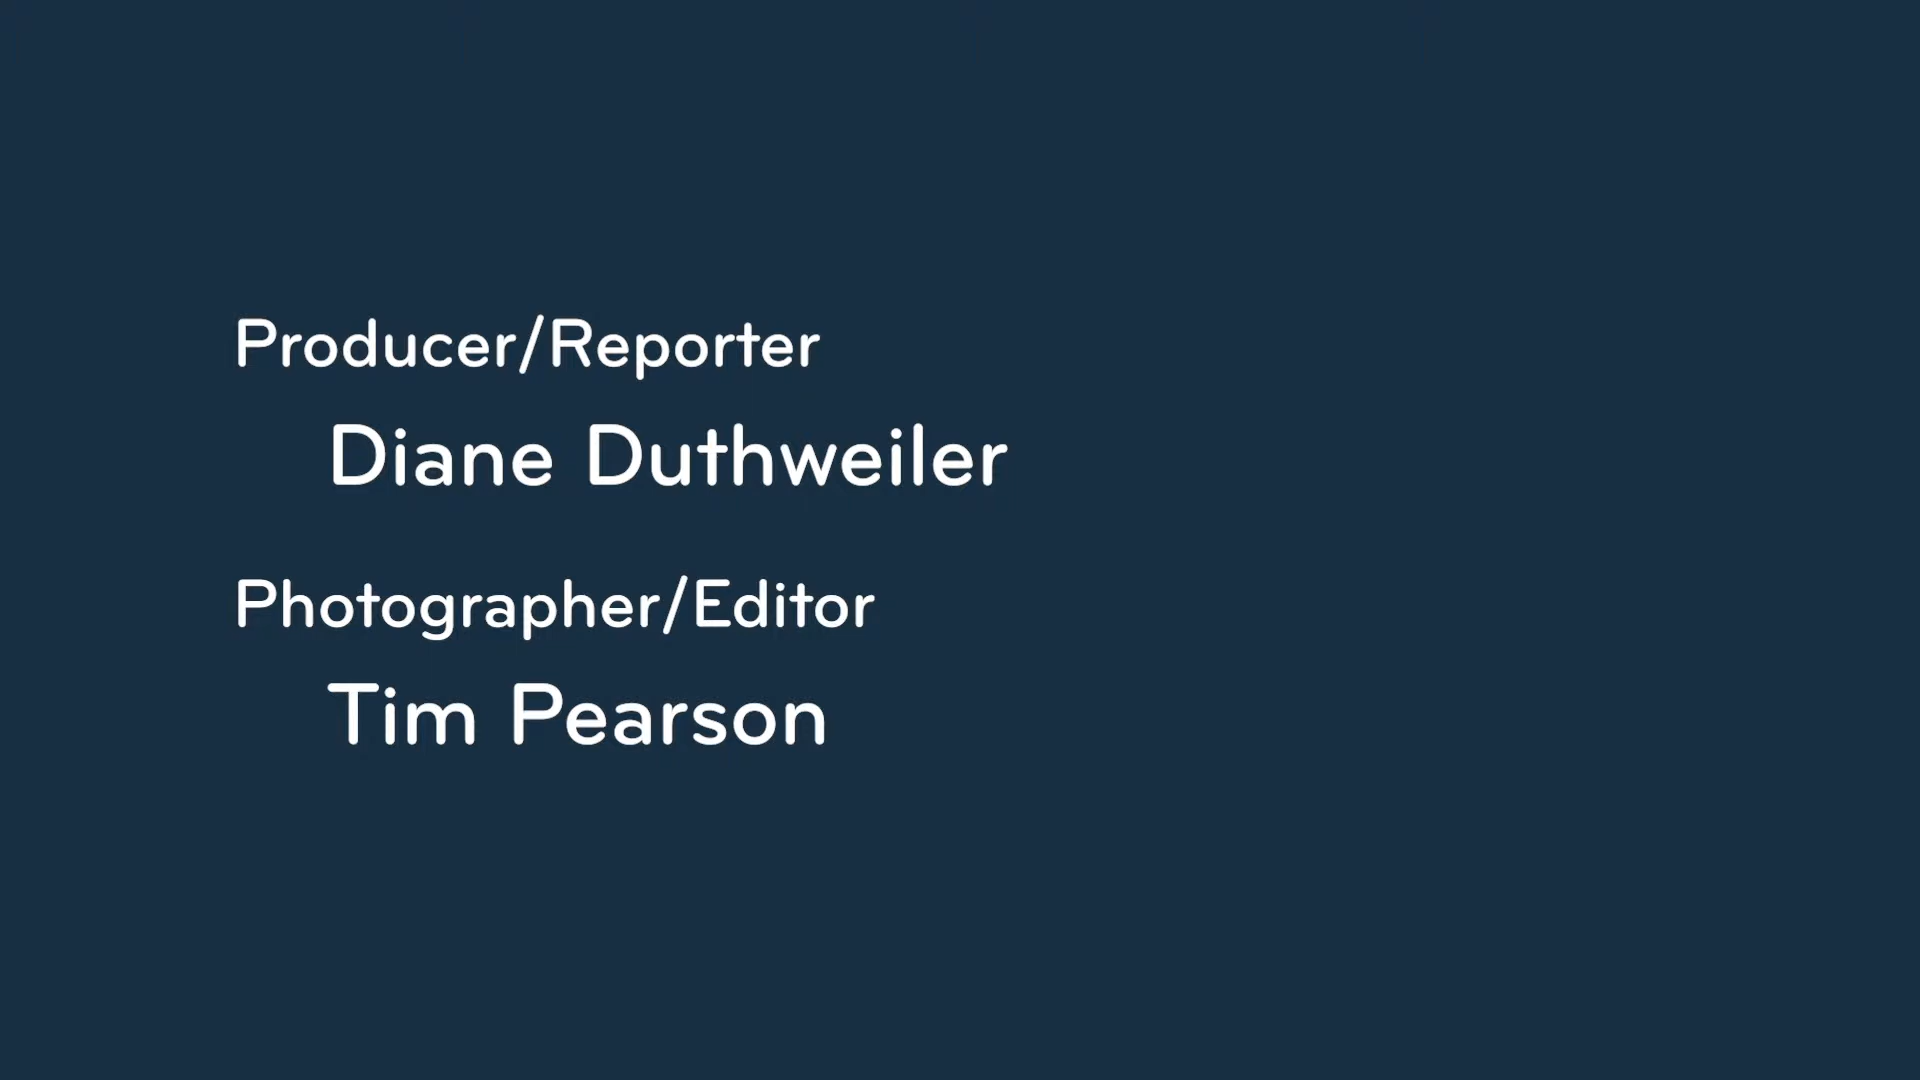 Producer/Reporter
Diane Duthweiler
Photographer/Editor
Tim Pearson